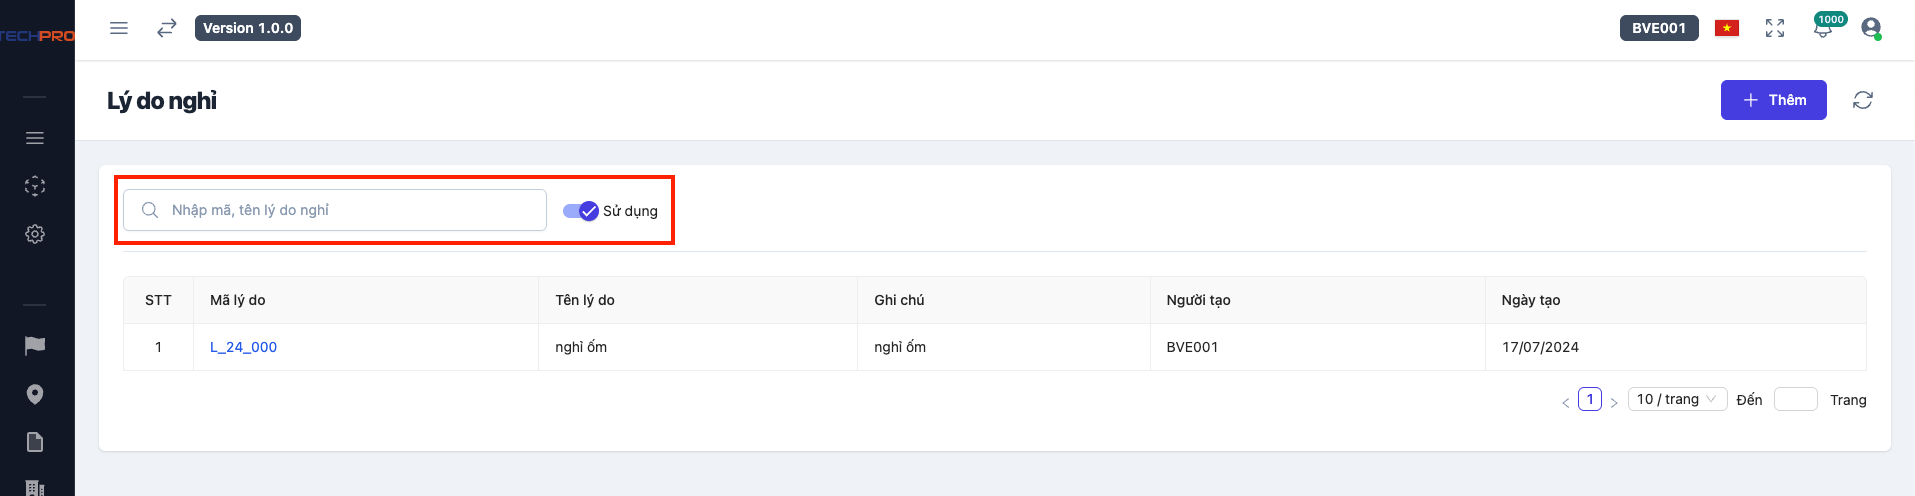 TECHPRO
Version 1.0.0
BVE001
1000
Lý do nghỉ
Thêm
Nhập mã, tên lý do nghỉ
Sử dụng
STT Mã lý do Tên lý do Ghi chú Người tạo Ngày tạo
1 L_24_000 nghỉ ốm nghỉ ốm BVE001 17/07/2024
1 10 / trang Đến Trang